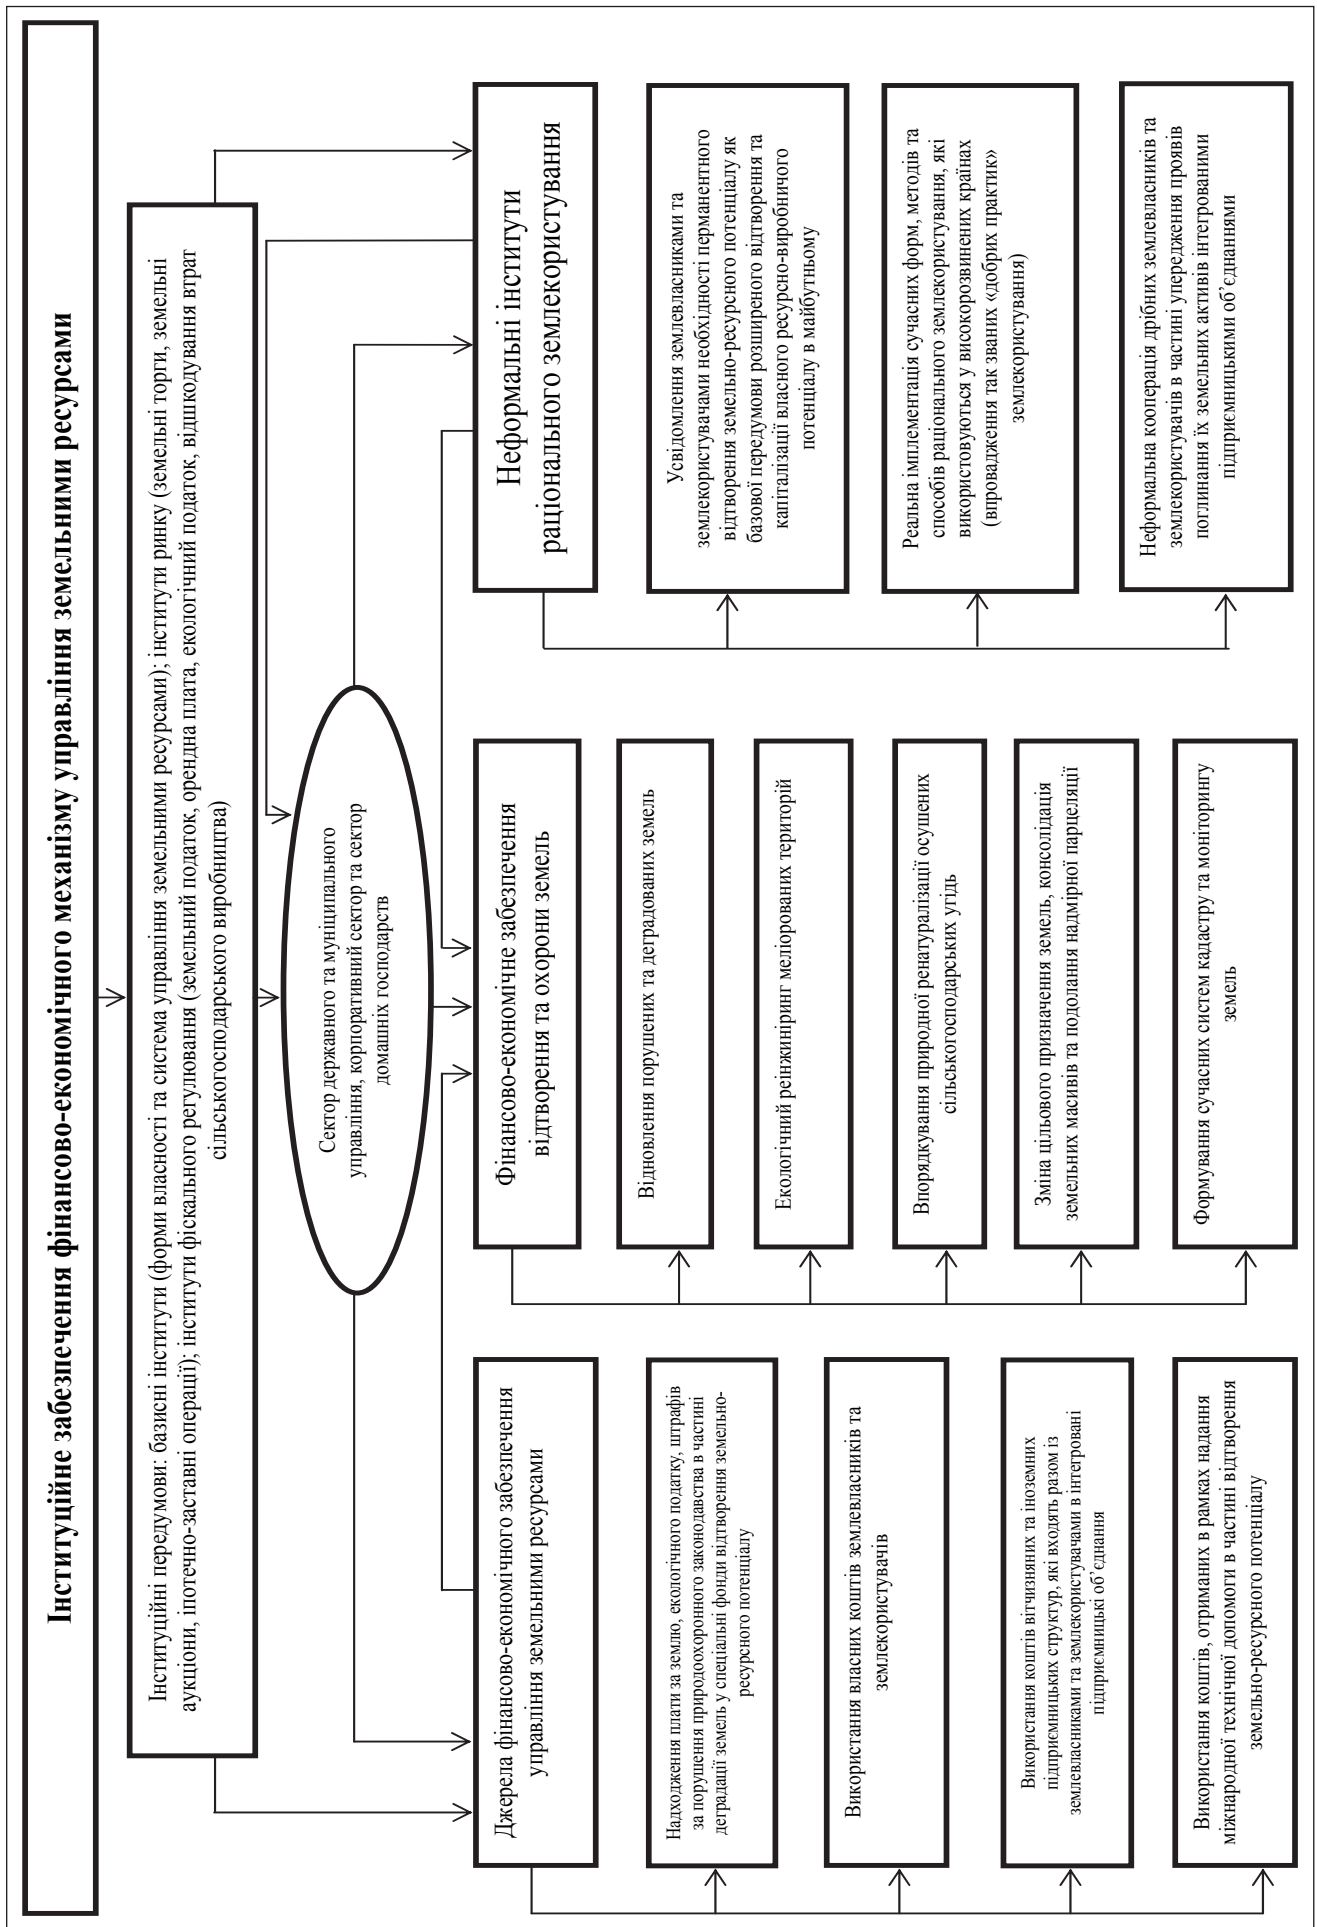 Інституційне забезпечення фінансово-економічного механізму управління земельними ресурсами
Інституційні передумови: базисні інститути (форми власності та система управління земельними ресурсами); інститути ринку (земельні торги, земельні
аукціони, іпотечно-заставні операції); інститути фіскального регулювання (земельний податок, орендна плата, екологічний податок, відшкодування втрат
сільськогосподарського виробництва)
Сектор державного та муніципального
управління, корпоративний сектор та сектор
домашніх господарств
Джерела фінансово-економічного забезпечення
управління земельними ресурсами
Надходження плати за землю, екологічного податку, штрафів
за порушення природоохоронного законодавства в частині
деградації земель у спеціальні фонди відтворення земельно-
ресурсного потенціалу
Використання власних коштів землевласників та
землекористувачів
Використання коштів вітчизняних та іноземних
підприємницьких структур, які входять разом із
землевласниками та землекористувачами в інтегровані
підприємницькі об’єднання
Використання коштів, отриманих в рамках надання
міжнародної технічної допомоги в частині відтворення
земельно-ресурсного потенціалу
Фінансово-економічне забезпечення
відтворення та охорони земель
Відновлення порушених та деградованих земель
Екологічний реінжиніринг меліорованих територій
Впорядкування природної ренатуралізації осушених
сільськогосподарських угідь
Зміна цільового призначення земель, консолідація
земельних масивів та подолання надмірної парцеляції
Формування сучасних систем кадастру та моніторингу
земель
Неформальні інститути
раціонального землекористування
Усвідомлення землевласниками та
землекористувачами необхідності перманентного
відтворення земельно-ресурсного потенціалу як
базової передумови розширеного відтворення та
капіталізації власного ресурсно-виробничого
потенціалу в майбутньому
Реальна імплементація сучасних форм, методів та
способів раціонального землекористування, які
використовуються у високорозвинених країнах
(впровадження так званих «добрих практик»
землекористування)
Неформальна кооперація дрібних землевласників та
землекористувачів в частині упередження проявів
поглинання їх земельних активів інтегрованими
підприємницькими об’єднаннями